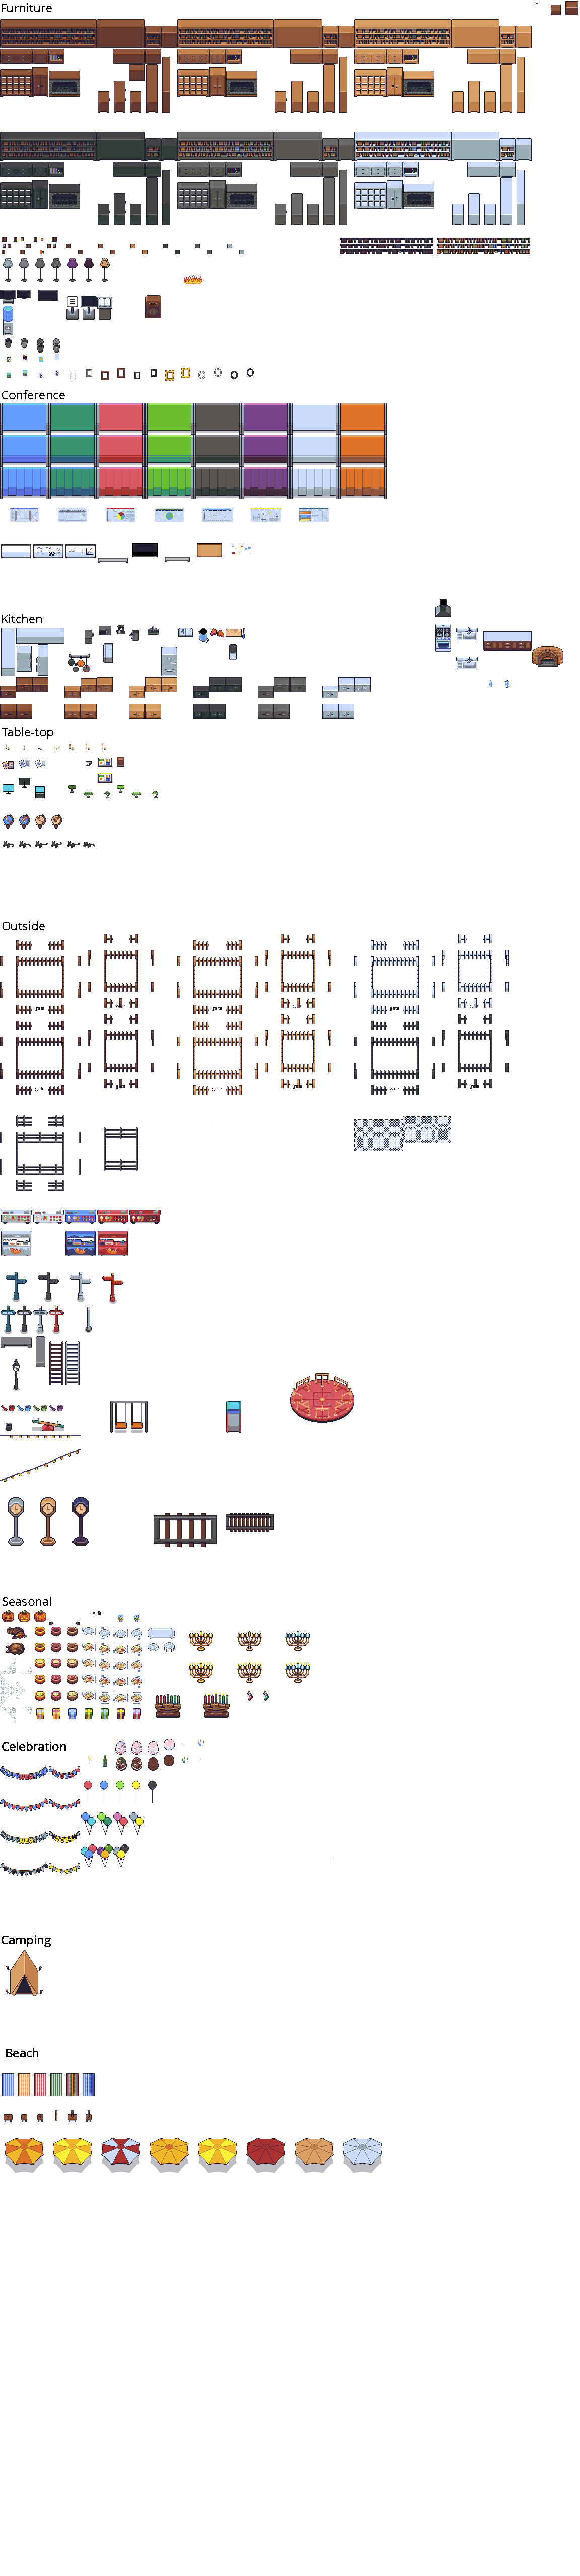 Furniture
Conference
Kitchen
Table-top
Outside
Seasonal
Celebration
Camping
Beach